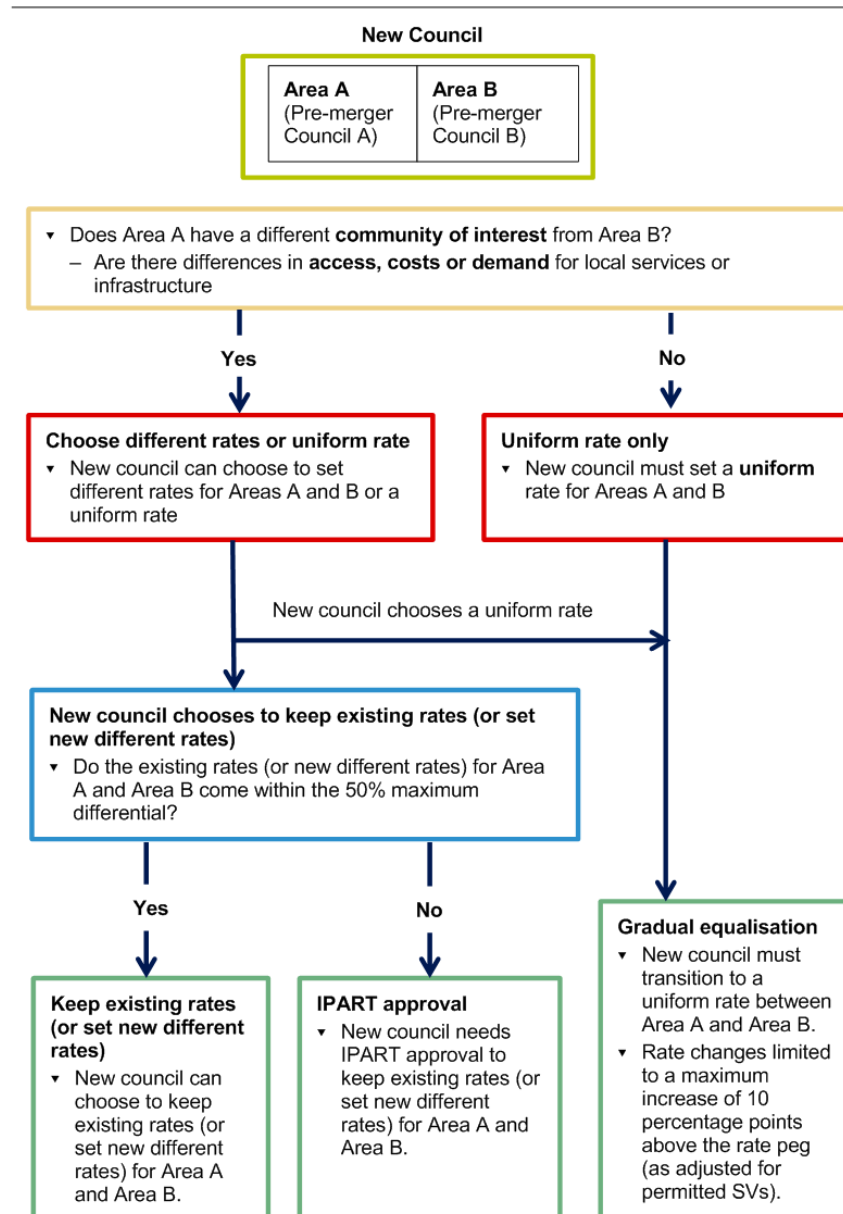 New Council
Area A
(Pre-merger
Council A)
Area B
(Pre-merger
Council B)
▾ Does Area A have a different community of interest from Area B?
– Are there differences in access, costs or demand for local services or
infrastructure
Yes
No
Choose different rates or uniform rate
▾ New council can choose to set
different rates for Areas A and B or a
uniform rate
Uniform rate only
▾ New council must set a uniform
rate for Areas A and B
New council chooses a uniform rate
New council chooses to keep existing rates (or set
new different rates)
▾ Do the existing rates (or new different rates) for Area
A and Area B come within the 50% maximum
differential?
Yes
No
Keep existing rates
(or set new different
rates)
▾ New council can
choose to keep
existing rates (or
set new different
rates) for Area A
and Area B.
IPART approval
▾ New council needs
IPART approval to
keep existing rates (or
set new different
rates) for Area A and
Area B.
Gradual equalisation
▾ New council must
transition to a
uniform rate between
Area A and Area B.
▾ Rate changes limited
to a maximum
increase of 10
percentage points
above the rate peg
(as adjusted for
permitted SVs).